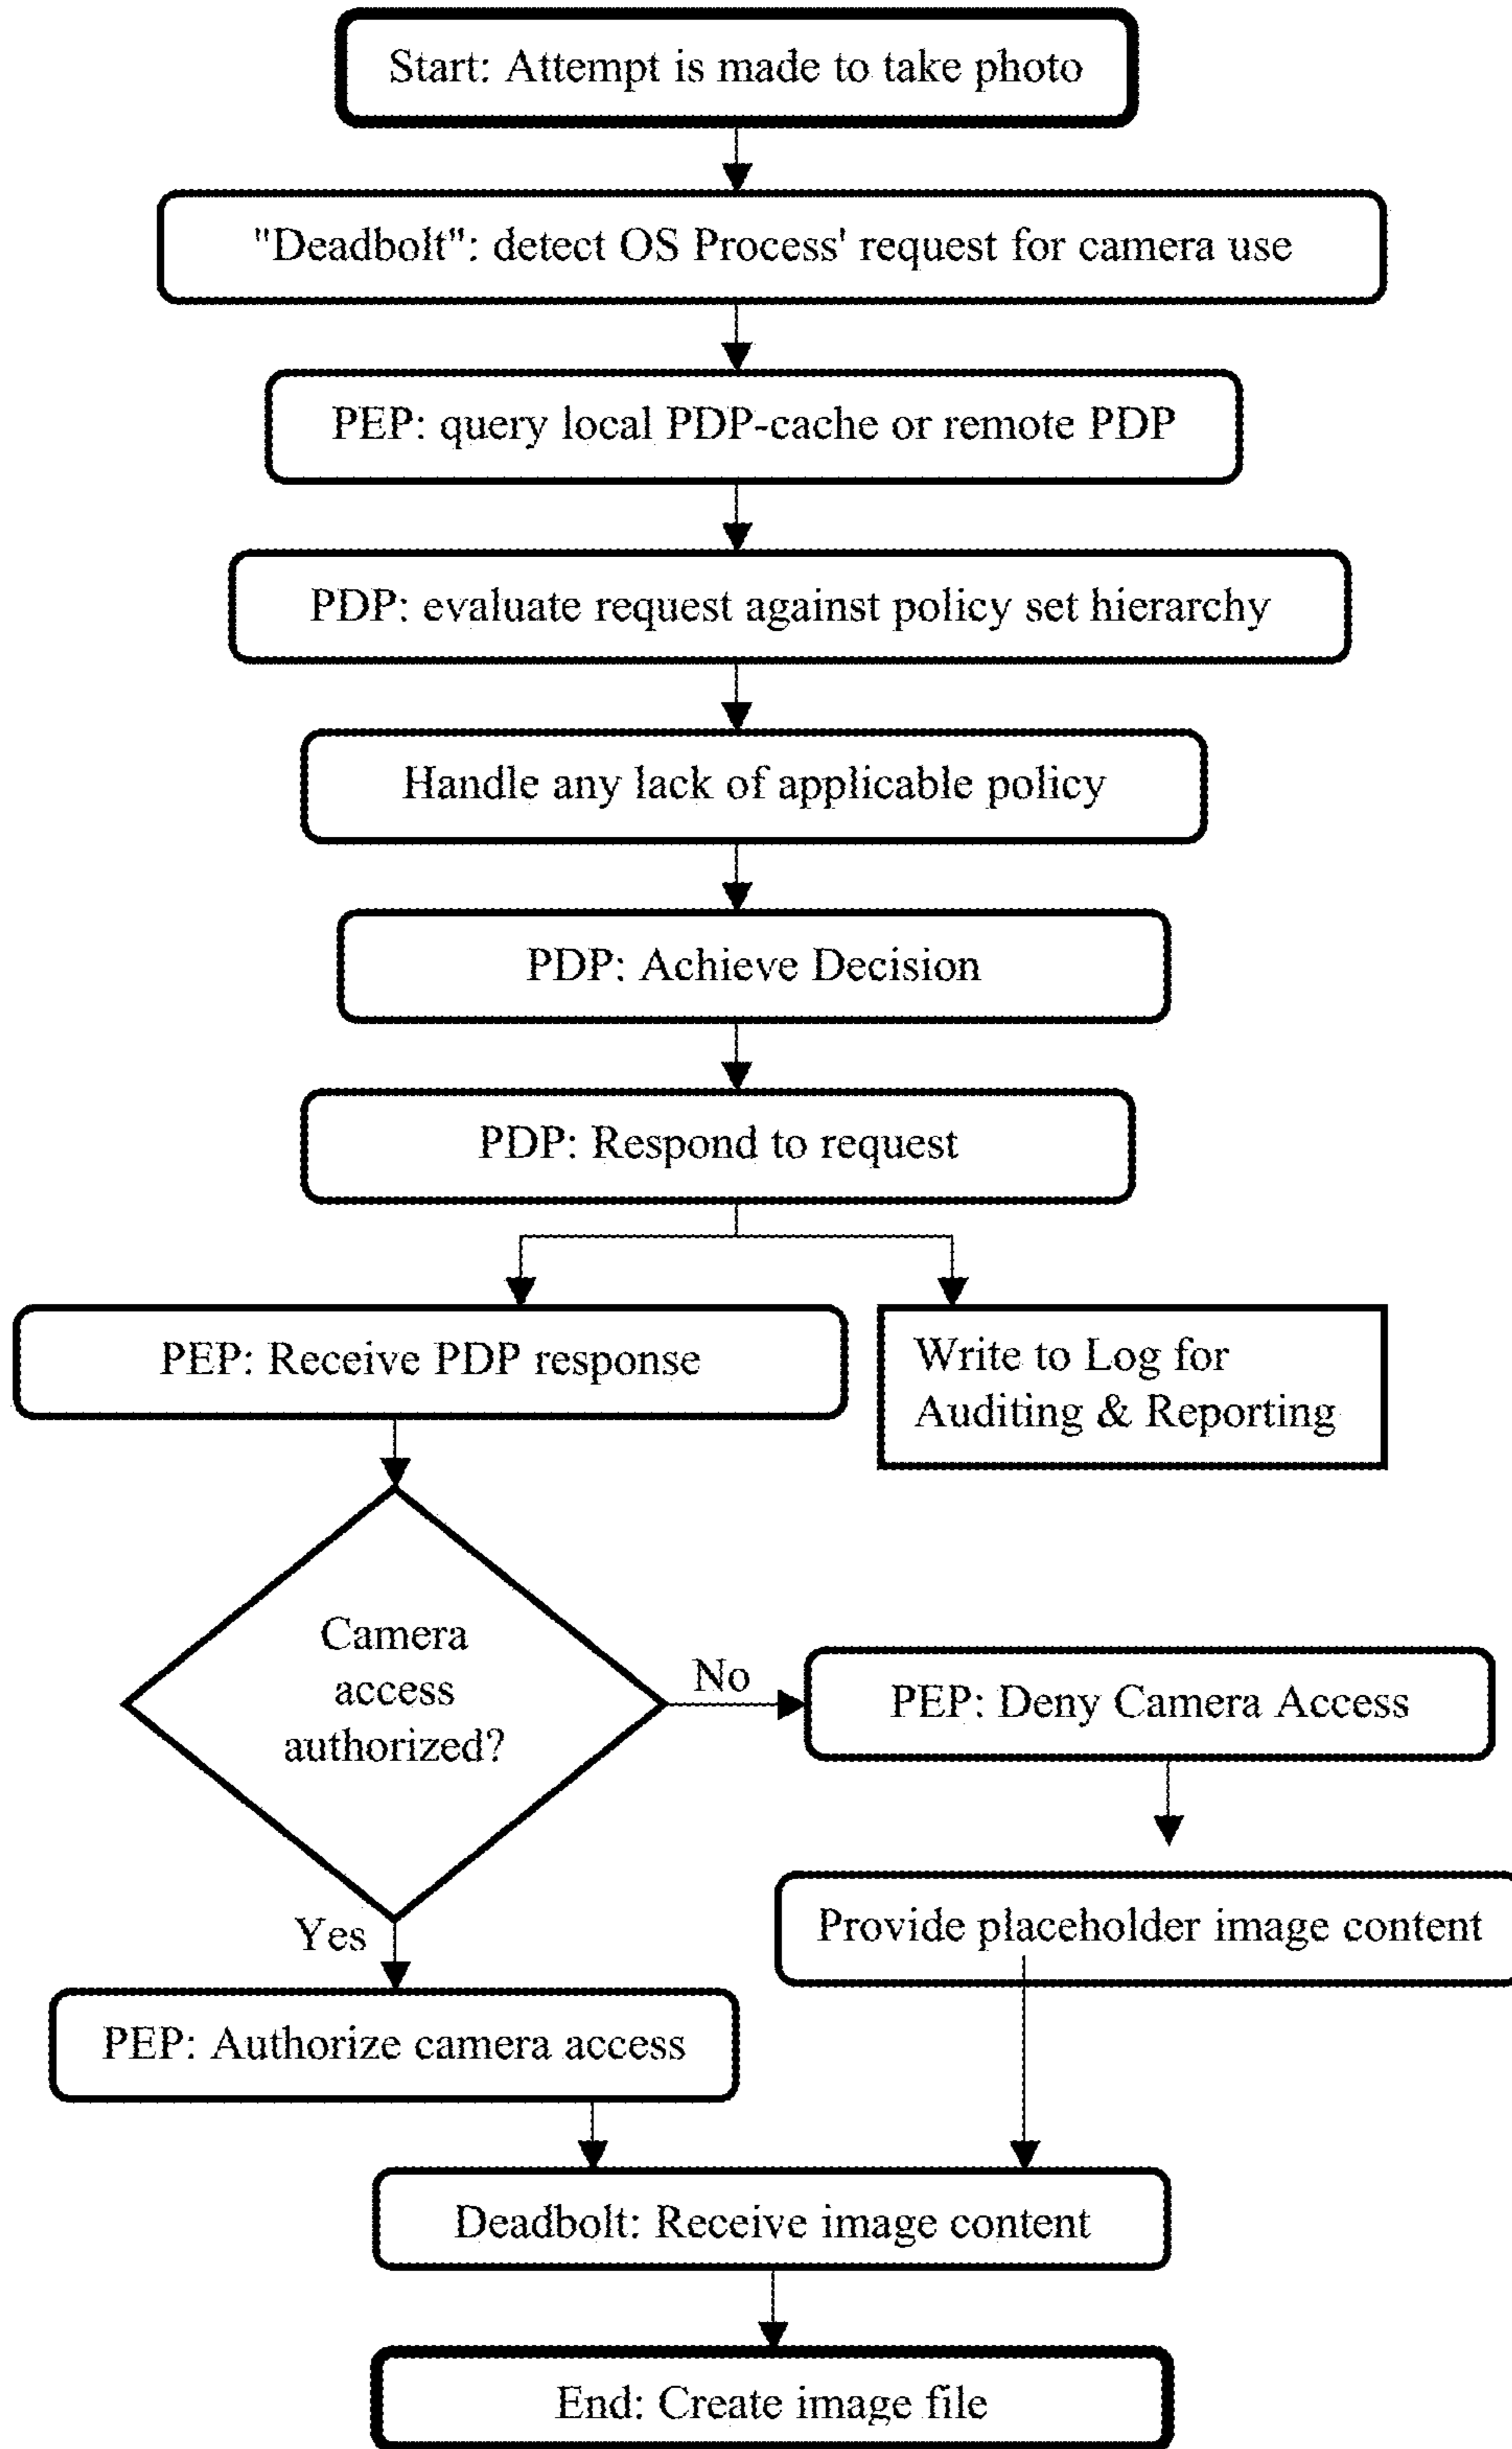 Start: Attempt is made to take photo
"Deadbolt": detect OS Process' request for camera use
PEP: query local PDP-cache or remote PDP
PDP: evaluate request against policy set hierarchy
Handle any lack of applicable policy
PDP: Achieve Decision
PDP: Respond to request
PEP: Receive PDP response
Write to Log for
Auditing & Reporting
Camera
access
authorized?
No
PEP: Deny Camera Access
Provide placeholder image content
Yes
PEP: Authorize camera access
Deadbolt: Receive image content
End: Create image file